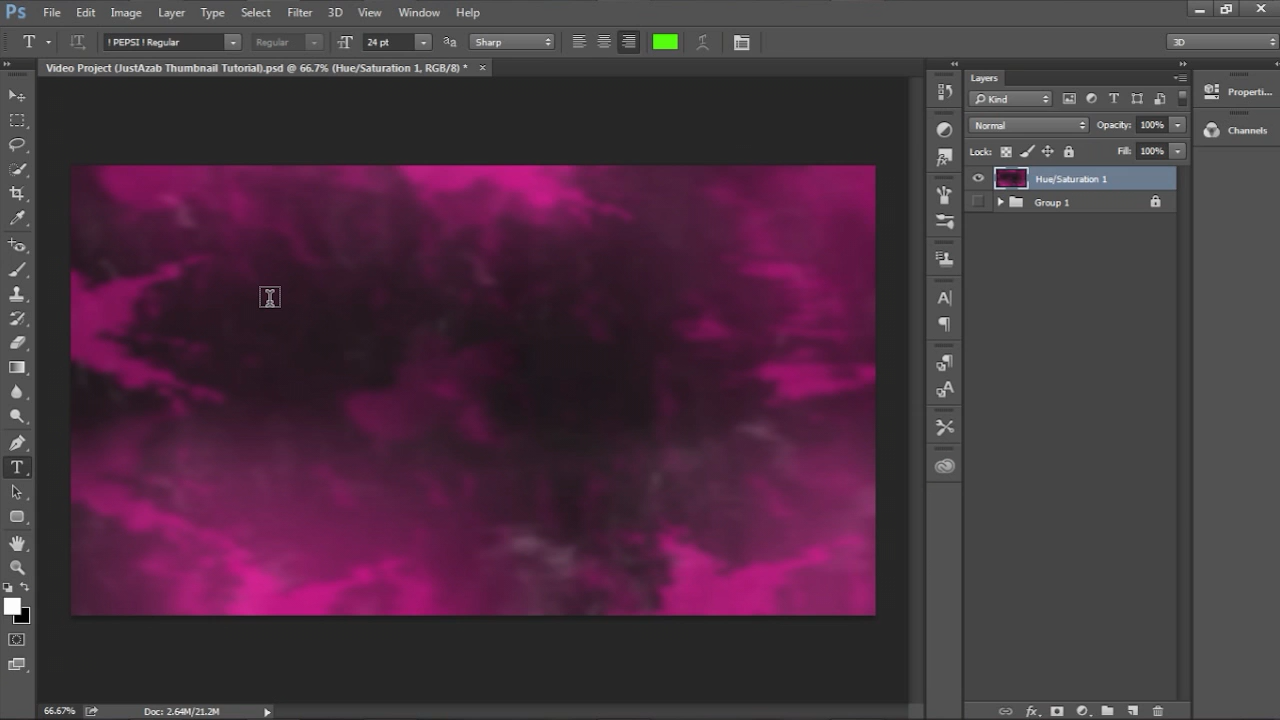 Ps File Edit Image Layer Type Select Filter 3D View Window Help
T ! PEPSI ! Regular Regular 24 pt Sharp 3D
Video Project (JustAzab Thumbnail Tutorial).psd @ 66.7% (Hue/Saturation 1, RGB/8) *
Layers
Kind
Normal Opacity: 100%
Lock: Fill: 100%
Hue/Saturation 1
Group 1
Properti...
Channels
66.67% Doc: 2.64M/21.2M